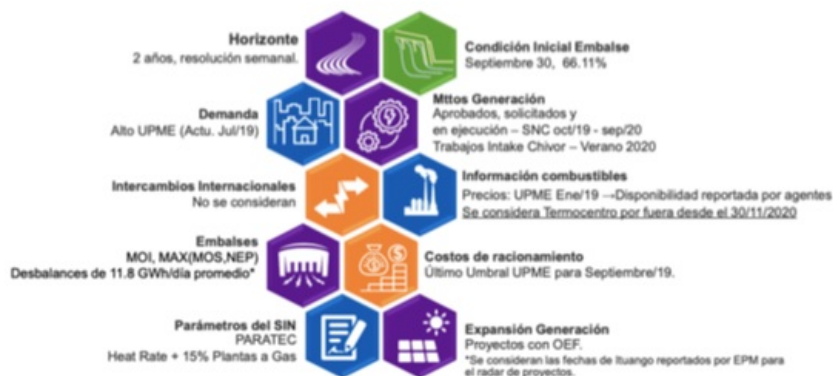 Horizonte
2 años, resolución semanal.
Condición Inicial Embalse
Septiembre 30, 66.11%
Demanda
Alto UPME (Actu. Jul/19)
Mttos Generación
Aprobados, solicitados y
en ejecución – SNC oct/19 - sep/20
Trabajos Intake Chivor – Verano 2020
Intercambios Internacionales
No se consideran
Información combustibles
Precios: UPME Ene/19 →Disponibilidad reportada por agentes
Se considera Termocentro por fuera desde el 30/11/2020
Embalses
MOI, MAX(MOS,NEP)
Desbalances de 11.8 GWh/día promedio*
Costos de racionamiento
Último Umbral UPME para Septiembre/19.
Parámetros del SIN
PARATEC
Heat Rate + 15% Plantas a Gas
Expansión Generación
Proyectos con OEF.
*Se consideran las fechas de Ituango reportados por EPM para
el radar de proyectos.